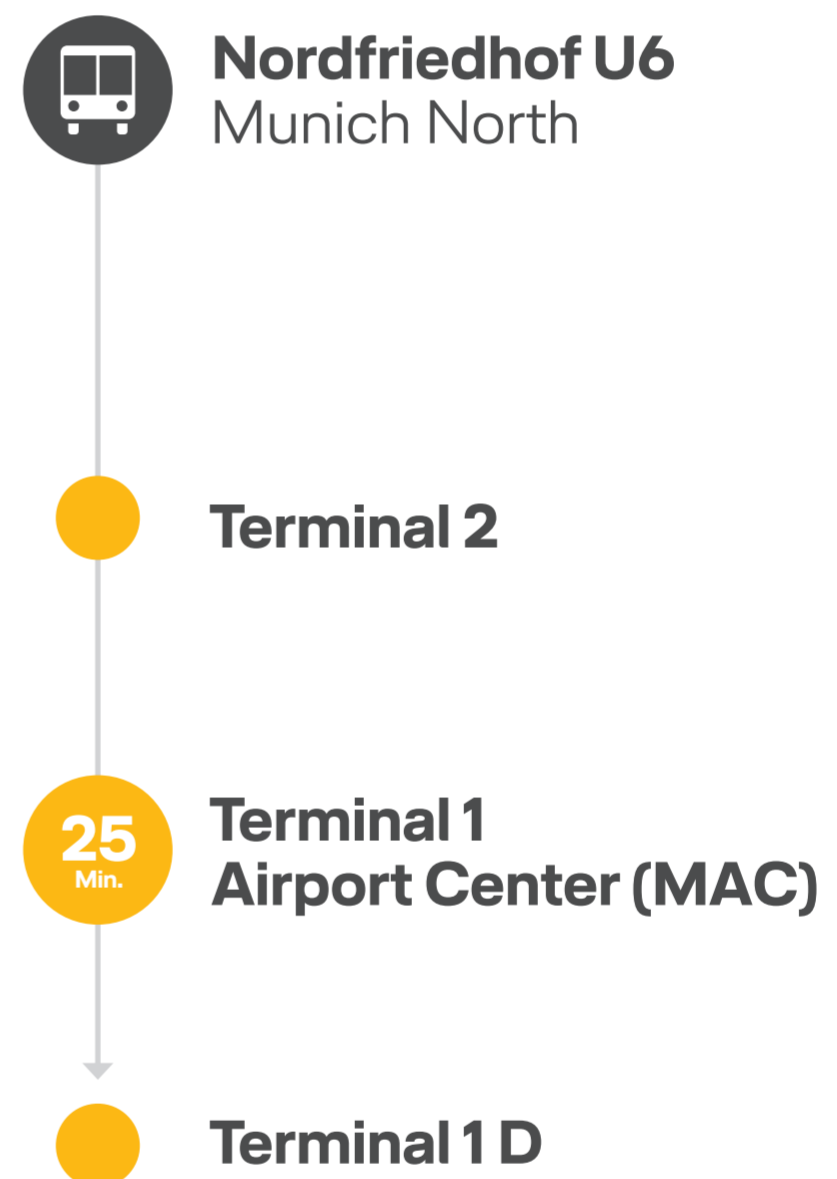 Nordfriedhof U6
Munich North
Terminal 2
25
Min.
Terminal 1
Airport Center (MAC)
Terminal 1 D